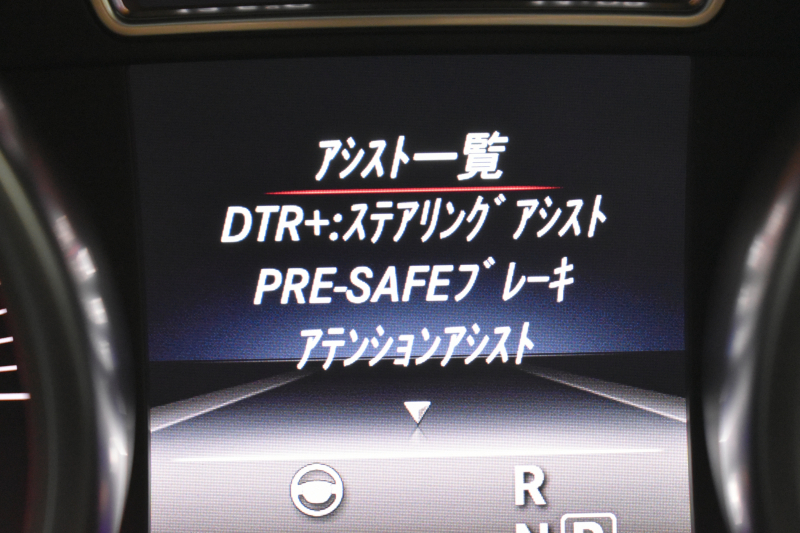 アシスト一覧
DTR+:ステアリングアシスト
PRE-SAFEブレーキ
アテンションアシスト
R
N D